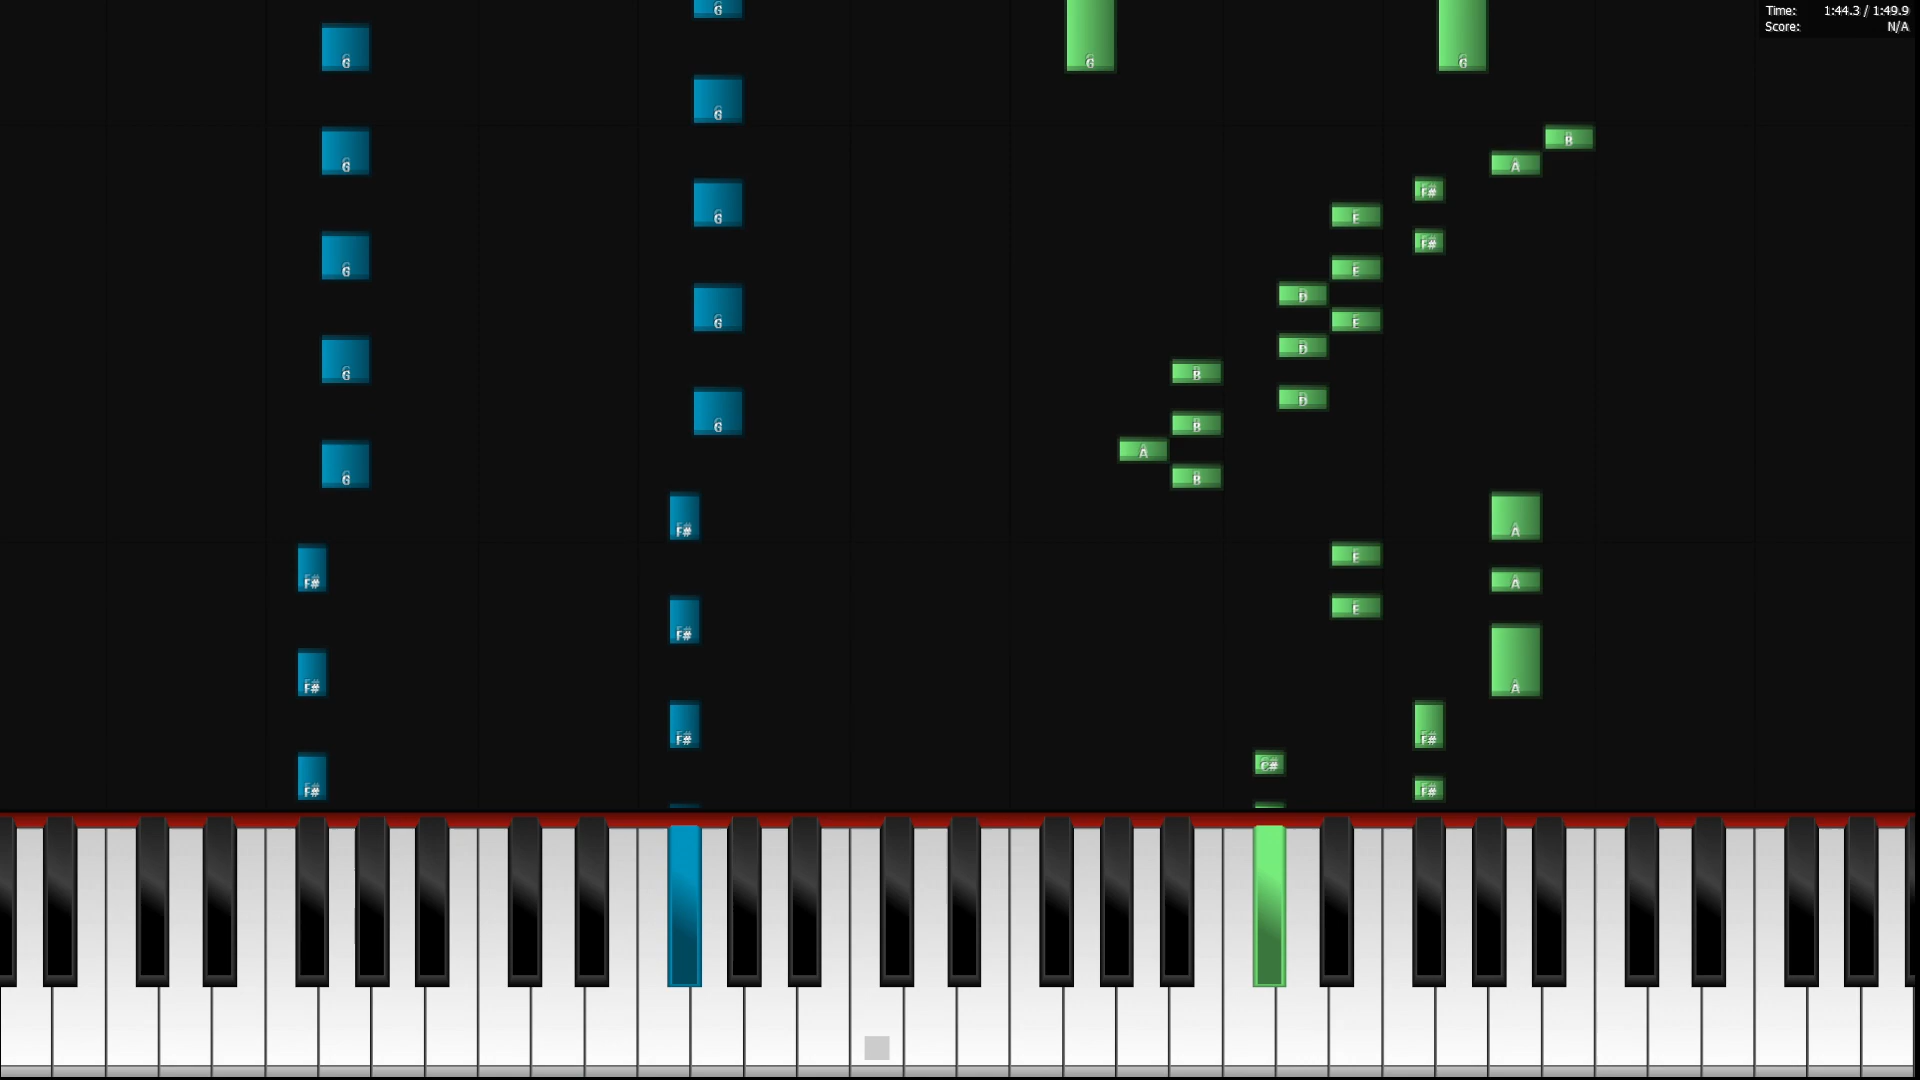 G
Time: 1:44.3 / 1:49.9
Score: N/A
G G G
G
B
G A
F#
G E
F#
G E
D
G E
D
B
G D
G B
A
G B
F# A
E
F# A
E
F#
F# A
F# F#
C#
F# F#